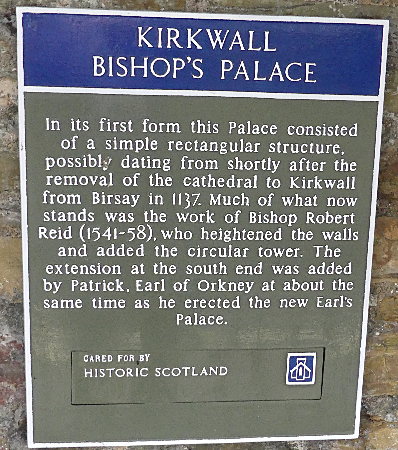 KIRKWALL
BISHOP'S PALACE
In its first form this Palace consisted
of a simple rectangular structure,
possibly dating from shortly after the
removal of the cathedral to Kirkwall
from Birsay in 1137. Much of what now
stands was the work of Bishop Robert
Reid (1541-58), who heightened the walls
and added the circular tower. The
extension at the south end was added
by Patrick, Earl of Orkney at about the
same time as he erected the new Earl's
Palace.
CARED FOR BY
HISTORIC SCOTLAND